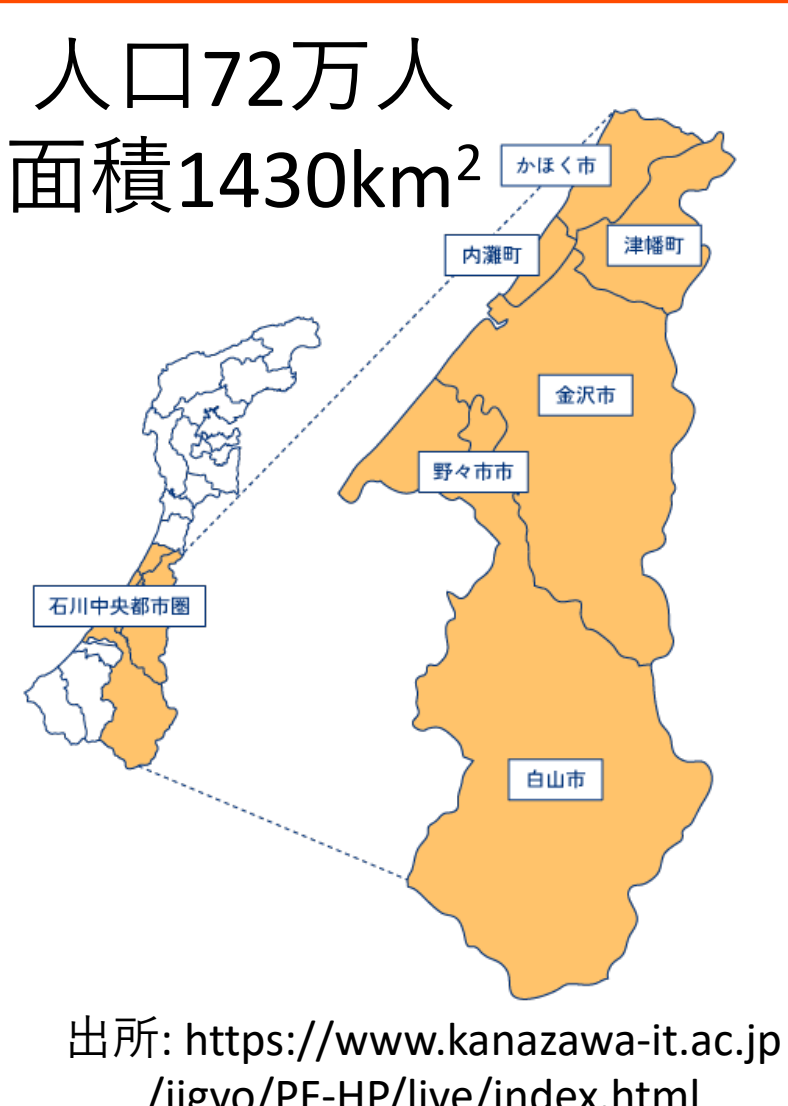 人口72万人
面積1430km²
かほく市
津幡町
内灘町
金沢市
野々市市
石川中央都市圏
白山市
出所: https://www.kanazawa-it.ac.jp
/jigyo/PF-HP/live/index.html